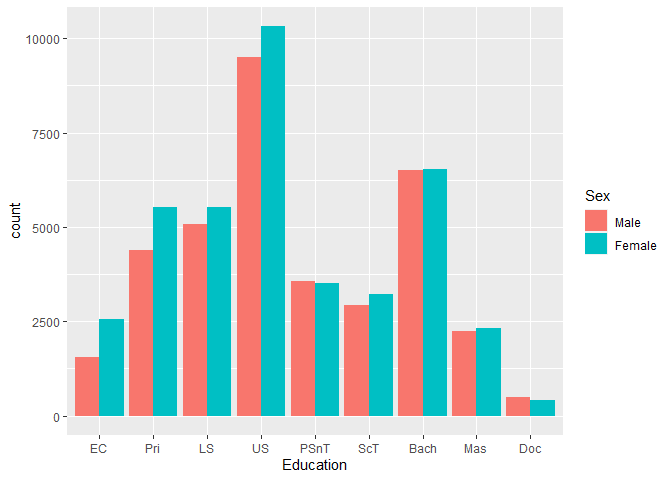 10000
7500
5000
2500
0
count
EC Pri LS US PSnT ScT Bach Mas Doc
Education
Sex
Male
Female